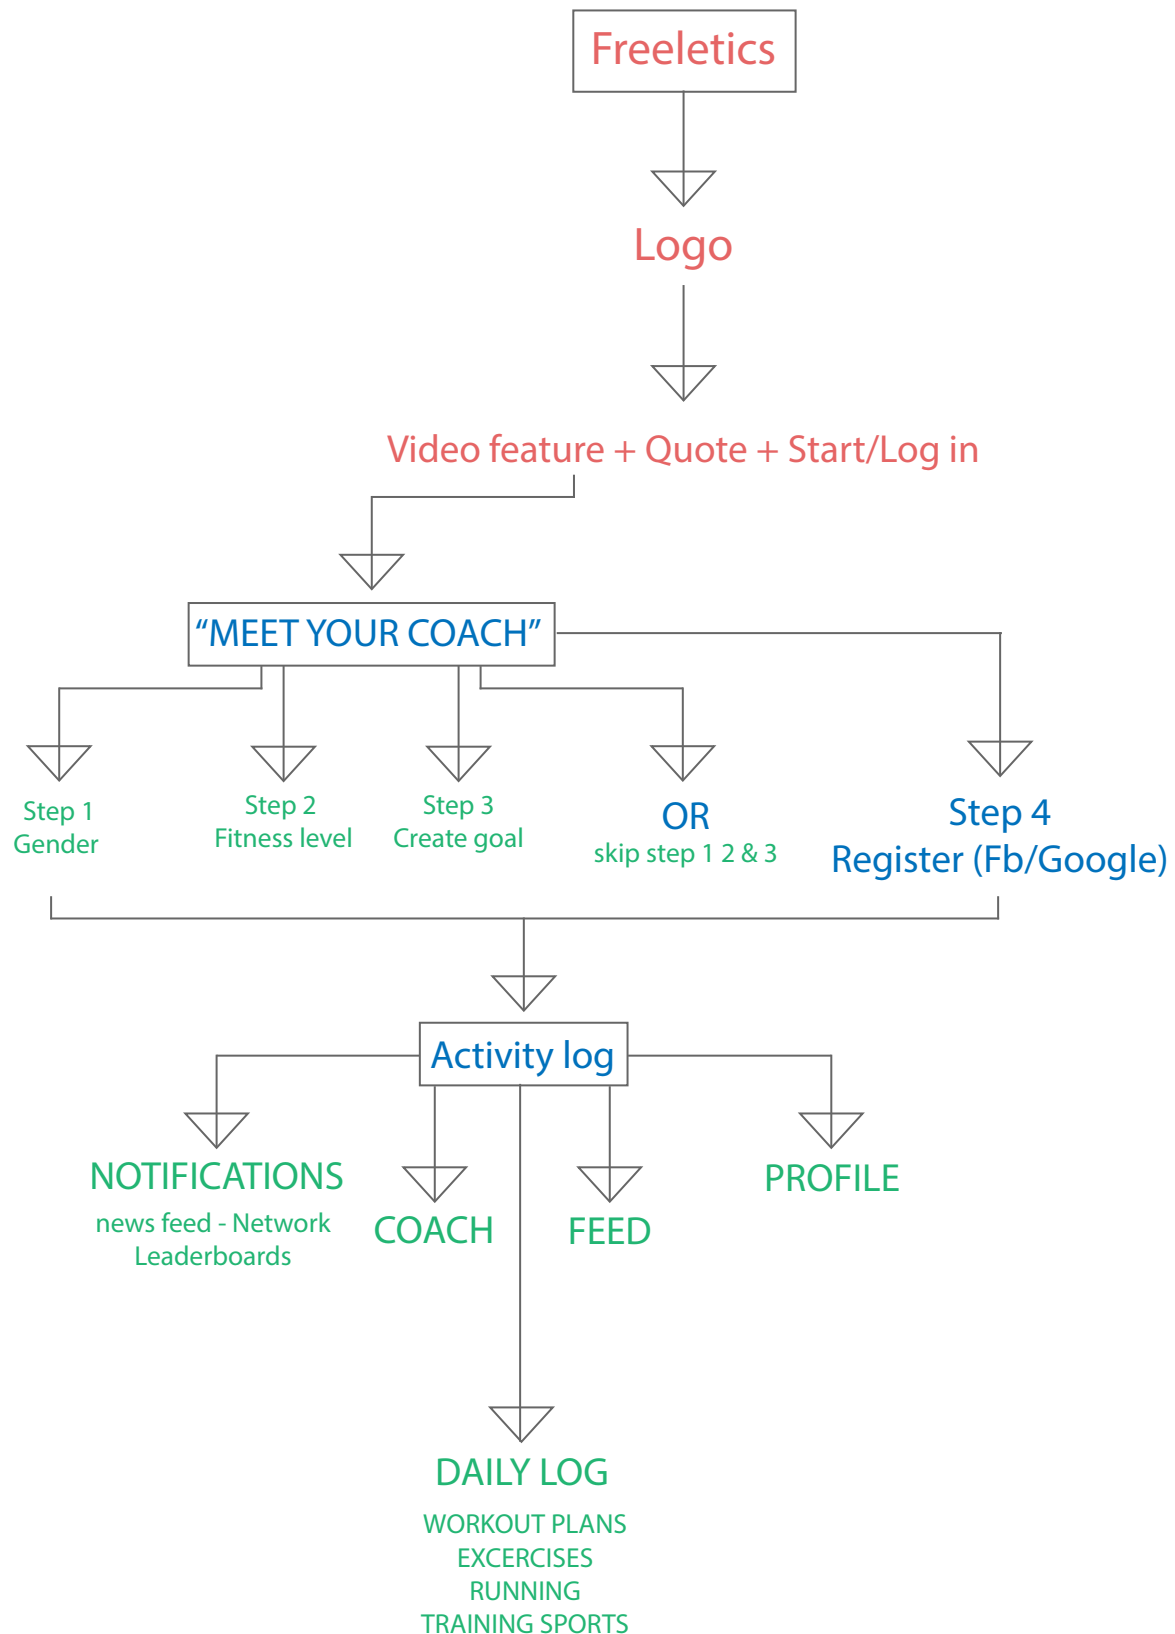 Freeletics
Logo
Video feature + Quote + Start/Log in
“MEET YOUR COACH”
Step 1
Gender
Step 2
Fitness level
Step 3
Create goal
OR
skip step 1 2 & 3
Step 4
Register (Fb/Google)
Activity log
NOTIFICATIONS
news feed - Network
Leaderboards
COACH
FEED
PROFILE
DAILY LOG
WORKOUT PLANS
EXCERCISES
RUNNING
TRAINING SPORTS